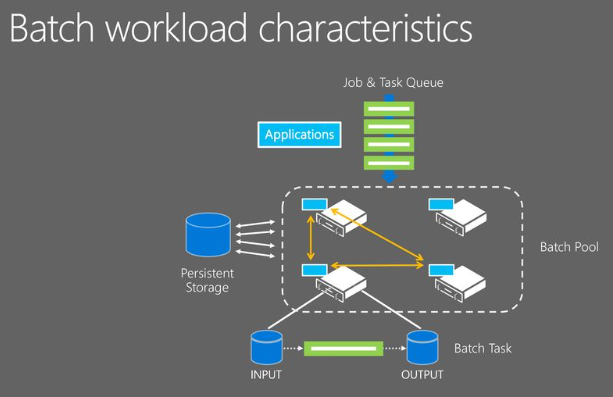 Batch workload characteristics
Job & Task Queue
Applications
Batch Pool
Persistent
Storage
Batch Task
INPUT
OUTPUT